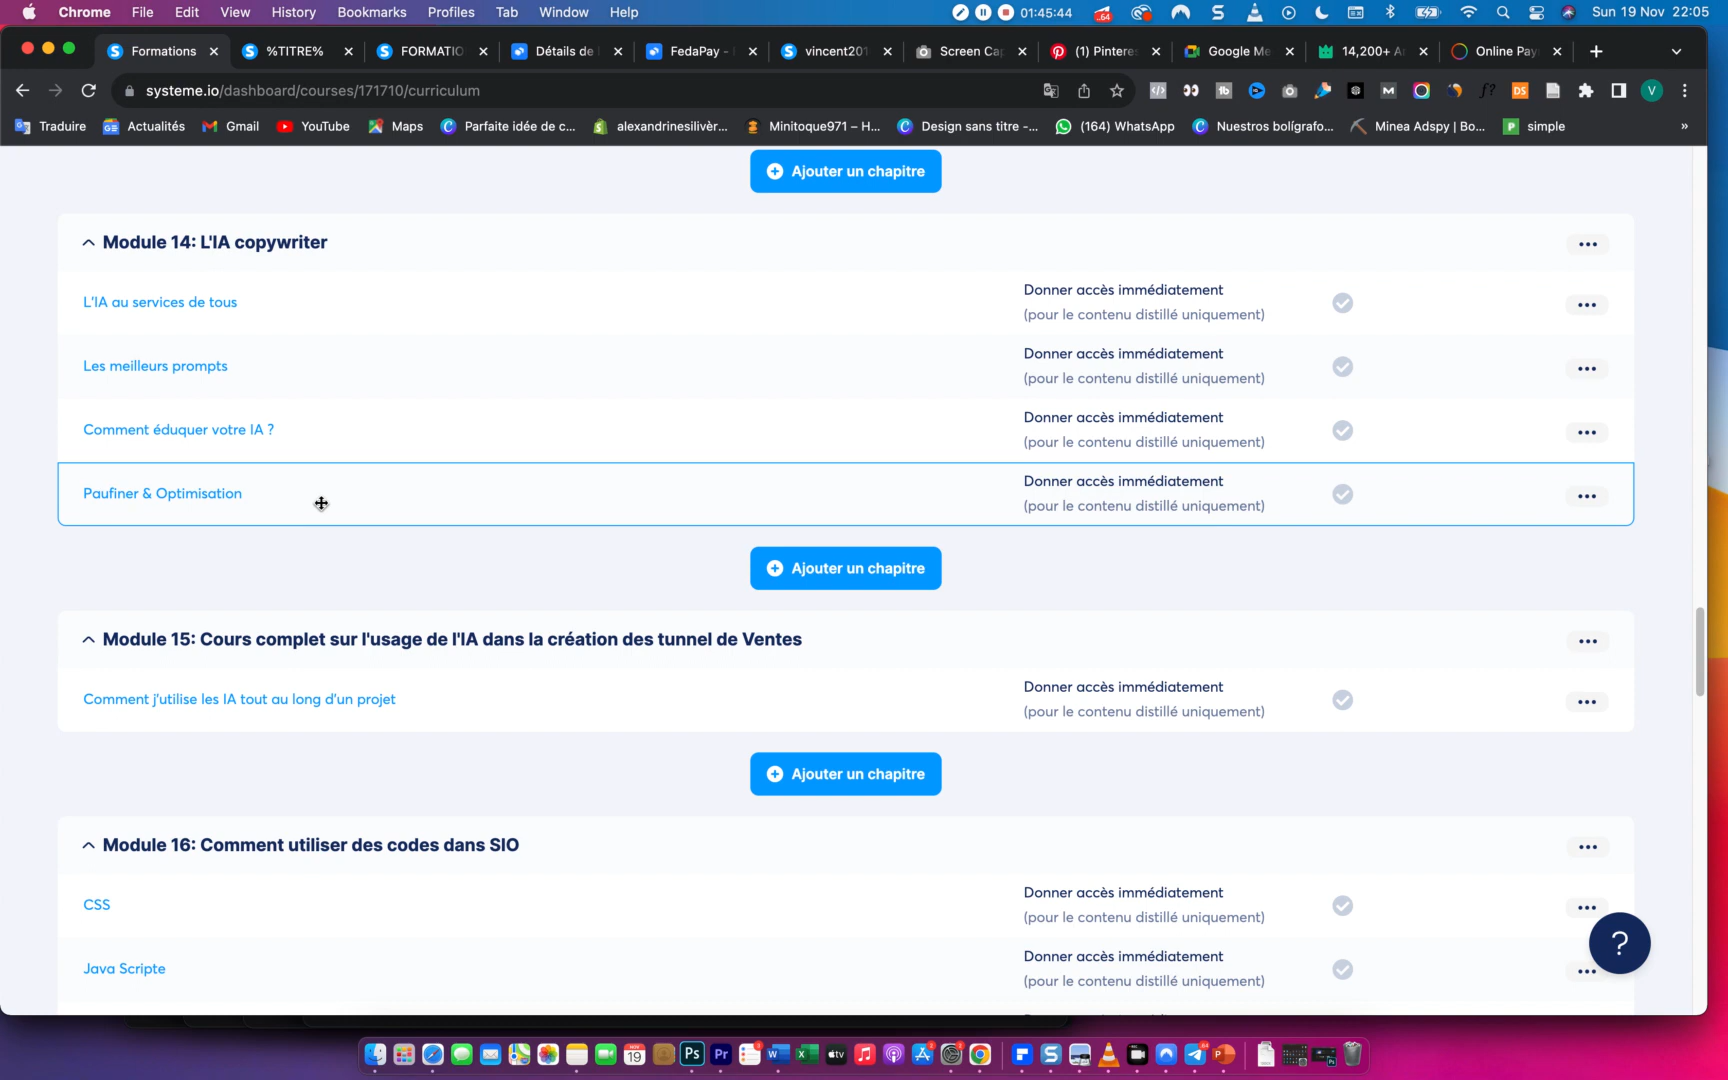 Chrome File Edit View History Bookmarks Profiles Tab Window Help 01:45:44 Sun 19 Nov 22:05
Formations %TITRE% FORMATIO Détails de FedaPay - vincent201 Screen Cap (1) Pinteres Google Me 14,200+ A Online Pay
systeme.io/dashboard/courses/171710/curriculum
Traduire Actualités Gmail YouTube Maps Parfaite idée de c... alexandrinesilivèr... Minitoque971 – H... Design sans titre -... (164) WhatsApp Nuestros bolígrafo... Minea Adspy | Bo... simple »
Ajouter un chapitre
Module 14: L'IA copywriter
L'IA au services de tous
Donner accès immédiatement
(pour le contenu distillé uniquement)
Les meilleurs prompts
Donner accès immédiatement
(pour le contenu distillé uniquement)
Comment éduquer votre IA ?
Donner accès immédiatement
(pour le contenu distillé uniquement)
Paufiner & Optimisation
Donner accès immédiatement
(pour le contenu distillé uniquement)
Ajouter un chapitre
Module 15: Cours complet sur l'usage de l'IA dans la création des tunnel de Ventes
Comment j'utilise les IA tout au long d'un projet
Donner accès immédiatement
(pour le contenu distillé uniquement)
Ajouter un chapitre
Module 16: Comment utiliser des codes dans SIO
CSS
Donner accès immédiatement
(pour le contenu distillé uniquement)
Java Scripte
Donner accès immédiatement
(pour le contenu distillé uniquement)
?